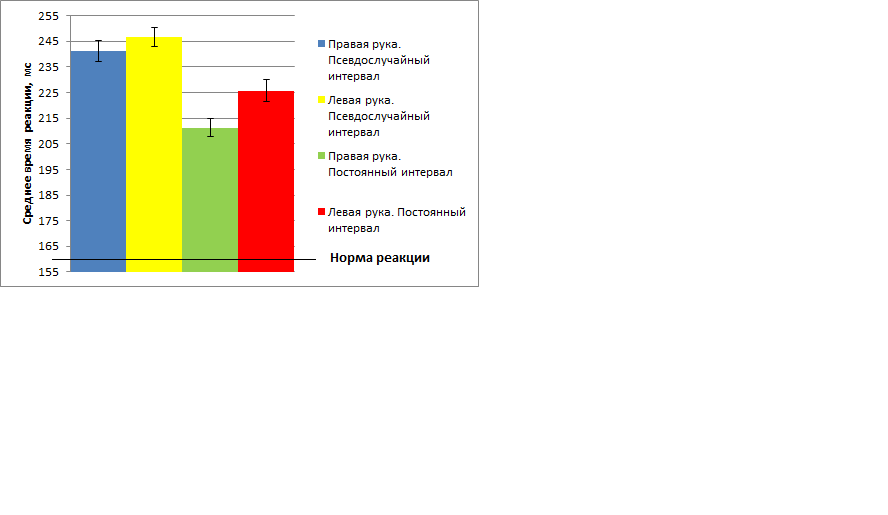 Среднее время реакции, мс
255
245
235
225
215
205
195
185
175
165
155
Правая рука.
Псевдослучайный
интервал
Левая рука.
Псевдослучайный
интервал
Правая рука.
Постоянный интервал
Левая рука. Постоянный
интервал
Норма реакции